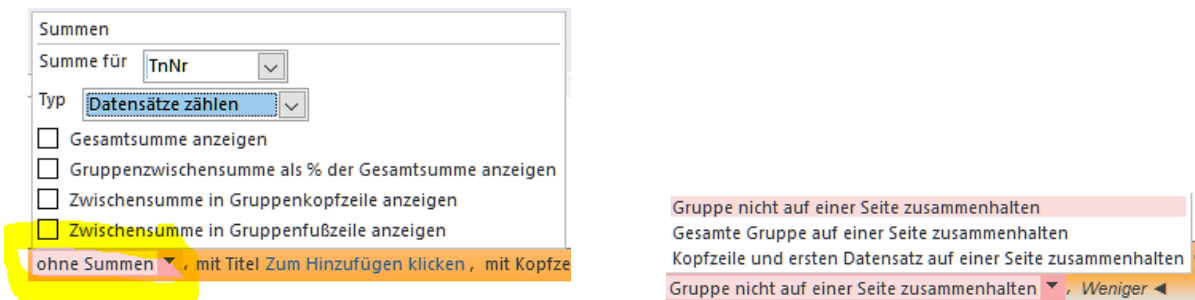 Summen
Summe für TnNr
Typ Datensätze zählen
Gesamtsumme anzeigen
Gruppenzwischensumme als % der Gesamtsumme anzeigen
Zwischensumme in Gruppenkopfzeile anzeigen
Zwischensumme in Gruppenfußzeile anzeigen
ohne Summen ▼ , mit Titel Zum Hinzufügen klicken , mit Kopfze
Gruppe nicht auf einer Seite zusammenhalten
Gesamte Gruppe auf einer Seite zusammenhalten
Kopfzeile und ersten Datensatz auf einer Seite zusammenhalten
Gruppe nicht auf einer Seite zusammenhalten ▼ , Weniger ◄